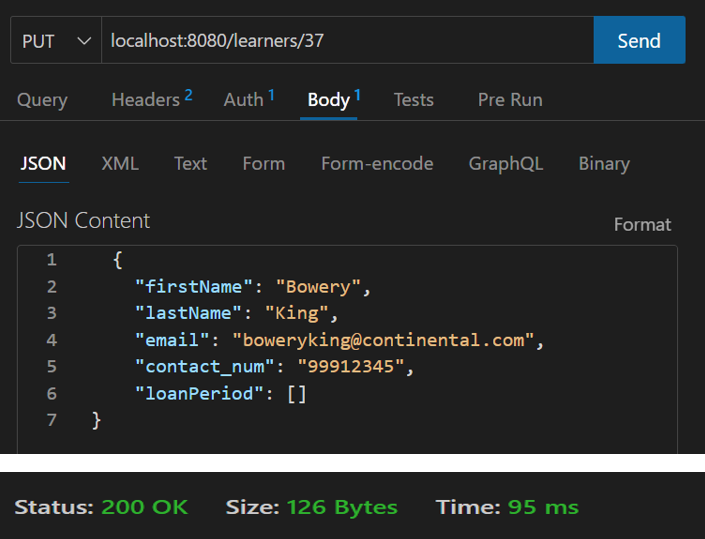 PUT localhost:8080/learners/37 Send
Query Headers 2 Auth 1 Body 1 Tests Pre Run
JSON XML Text Form Form-encode GraphQL Binary
JSON Content Format
1 {
2 "firstName": "Bowery",
3 "lastName": "King",
4 "email": "boweryking@continental.com",
5 "contact_num": "99912345",
6 "loanPeriod": []
7 }
Status: 200 OK Size: 126 Bytes Time: 95 ms